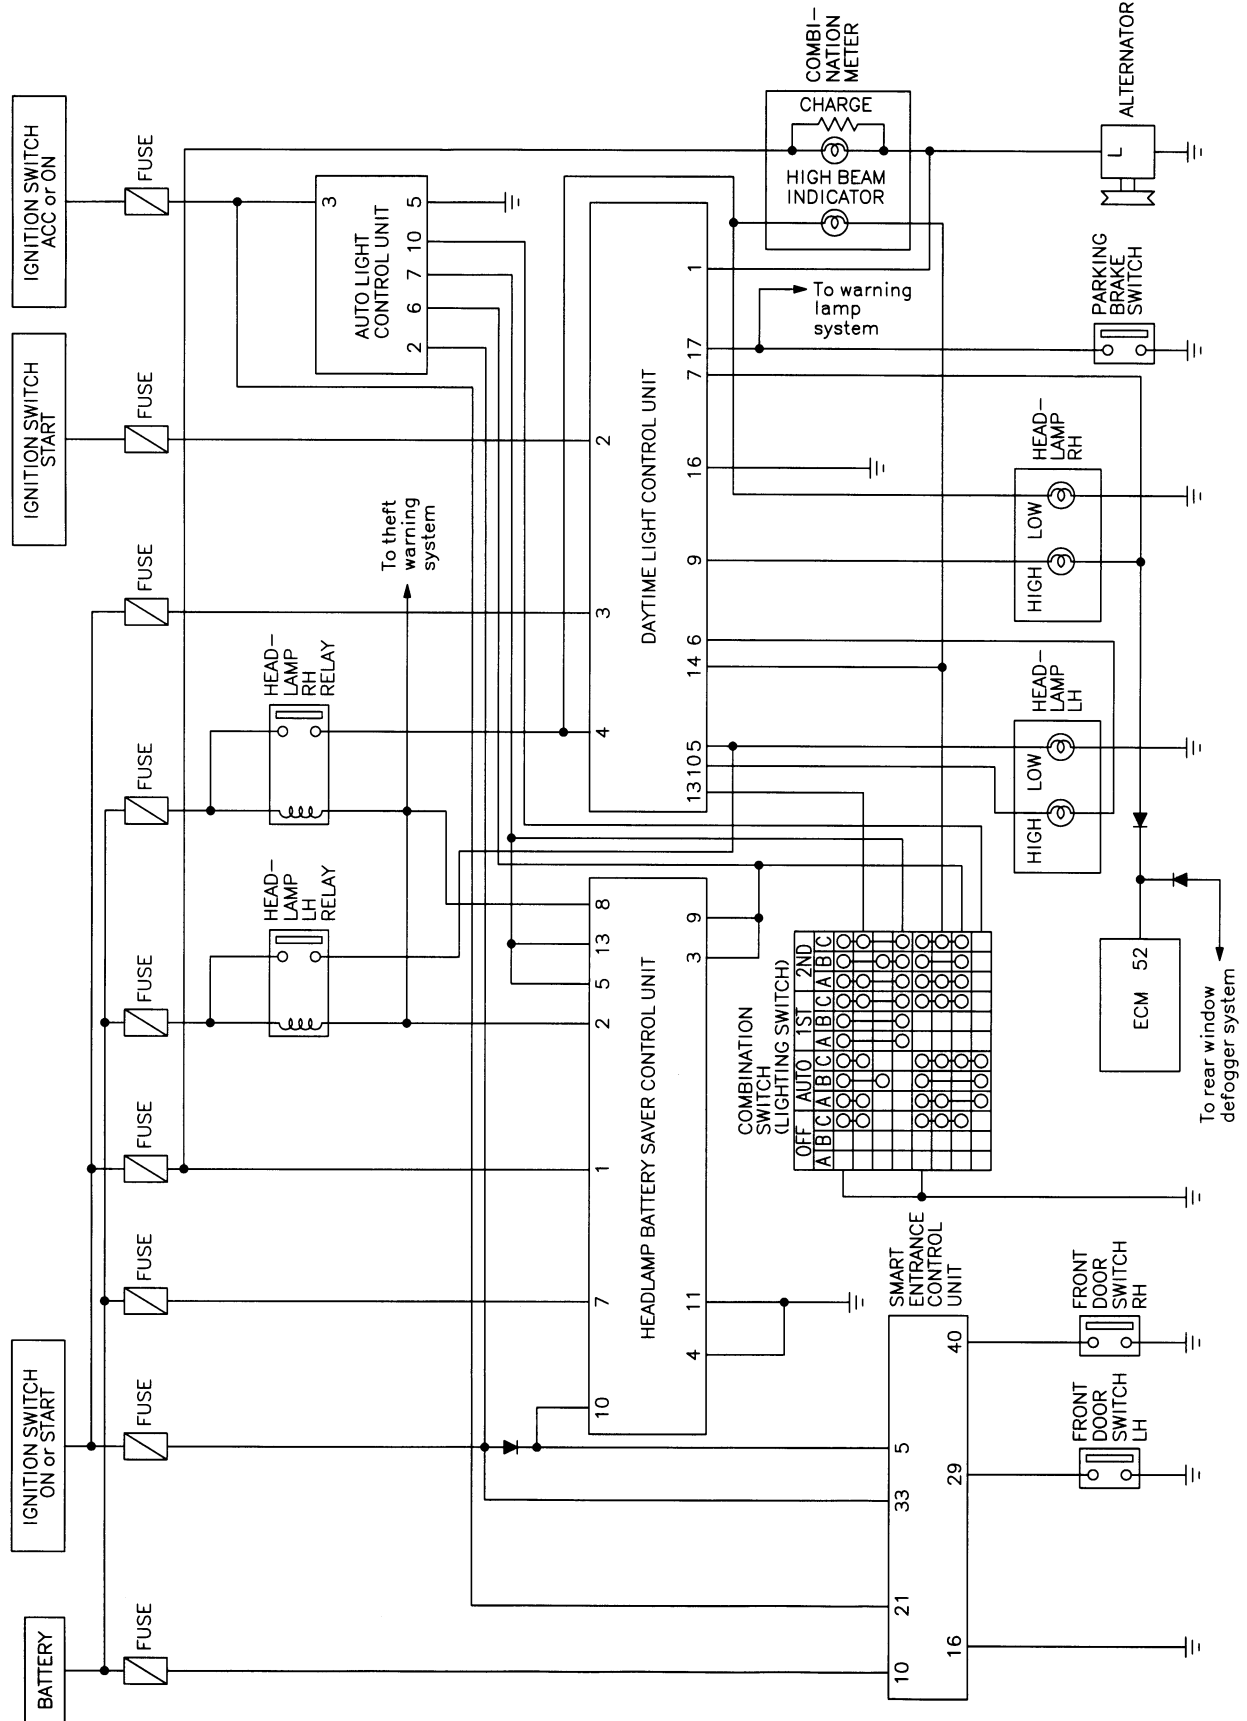 BATTERY
IGNITION SWITCH
ON or START
IGNITION SWITCH
START
IGNITION SWITCH
ACC or ON
FUSE
FUSE
FUSE
FUSE
FUSE
FUSE
FUSE
FUSE
FUSE
HEAD-
LAMP
LH
RELAY
HEAD-
LAMP
RH
RELAY
To theft
warning
system
AUTO LIGHT
CONTROL UNIT
3
2
6
7
10
5
HEADLAMP BATTERY SAVER CONTROL UNIT
10
7
1
2
5
13
8
4
11
3
9
DAYTIME LIGHT CONTROL UNIT
4
3
2
13
10
5
14
6
9
16
7
17
1
To warning
lamp
system
COMBI-
NATION
METER
CHARGE
HIGH BEAM
INDICATOR
SMART
ENTRANCE
CONTROL
UNIT
10
21
33
5
16
29
40
COMBINATION
SWITCH
(LIGHTING SWITCH)
OFF
AUTO
1ST
2ND
A B C A B C A B C A B C
FRONT
DOOR
SWITCH
LH
FRONT
DOOR
SWITCH
RH
ECM 52
To rear window
defogger system
HEAD-
LAMP
LH
HIGH
LOW
HEAD-
LAMP
RH
HIGH
LOW
PARKING
BRAKE
SWITCH
ALTERNATOR
L